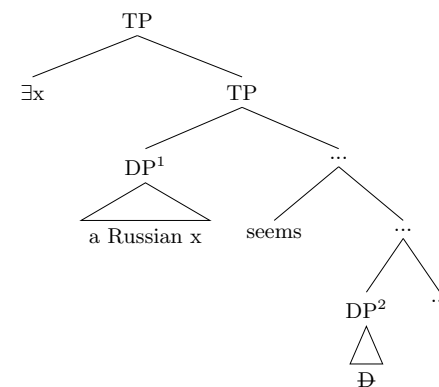 TP
∃x TP
DP¹ ...
a Russian x seems ...
DP² ..
D̶